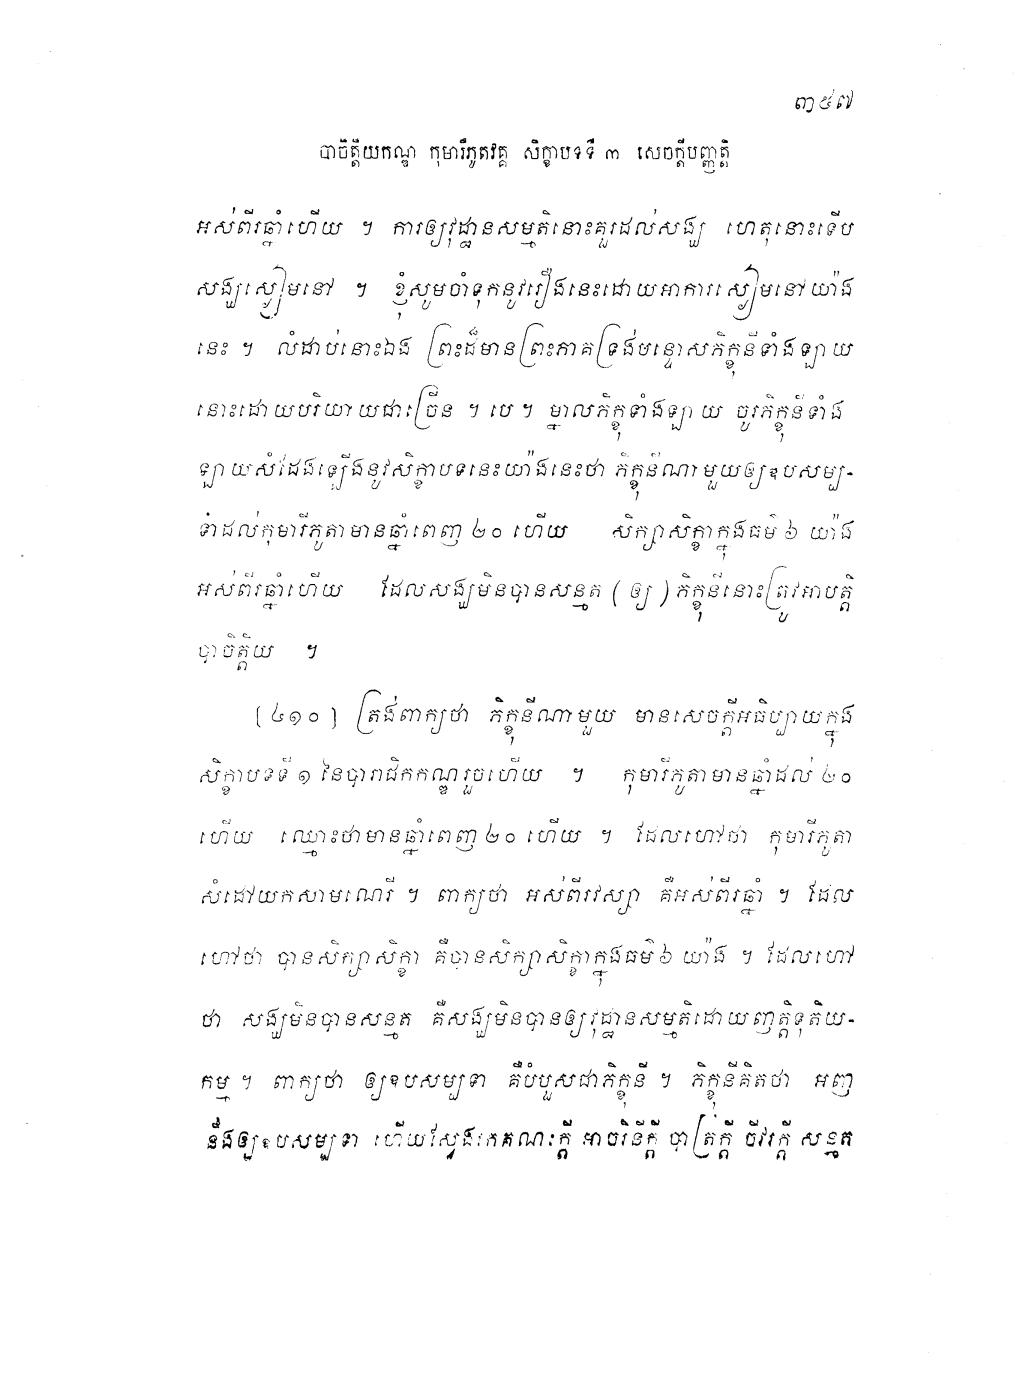 ៣៥៧
បាចិត្តិយកណ្ឌ កុមារីភូតវគ្គ សិក្ខាបទទី ៣ សេចក្តីបញ្ញត្តិ
អស់ពីរឆ្នាំហើយ ។ ការឲ្យវុដ្ឋានសម្មតិនោះគួរដល់សង្ឃ ហេតុនោះទើប
សង្ឃស្ងៀមនៅ ។ ខ្ញុំសូមចាំទុកនូវរឿងនេះដោយអាការស្ងៀមនៅយ៉ាង
នេះ ។ លំដាប់នោះឯង ព្រះដ៏មានព្រះភាគទ្រង់បន្ទោសភិក្ខុនីទាំងឡាយ
នោះដោយបរិយាយជាច្រើន ។ បេ ។ ម្នាលភិក្ខុទាំងឡាយ ចូរភិក្ខុនីទាំង
ឡាយសំដែងឡើងនូវសិក្ខាបទនេះយ៉ាងនេះថា ភិក្ខុនីណាមួយឲ្យឧបសម្ប-
ទាដល់កុមារីភូតាមានឆ្នាំពេញ ២០ ហើយ សិក្សាសិក្ខាក្នុងធម៌ ៦ យ៉ាង
អស់ពីរឆ្នាំហើយ ដែលសង្ឃមិនបានសន្មត (ឲ្យ) ភិក្ខុនីនោះត្រូវអាបត្តិ
បាចិត្តិយ ។
[៤១០] ត្រង់ពាក្យថា ភិក្ខុនីណាមួយ មានសេចក្តីអធិប្បាយក្នុង
សិក្ខាបទទី ១ នៃបារាជិកកណ្ឌរួចហើយ ។ កុមារីភូតាមានឆ្នាំដល់ ២០
ហើយ ឈ្មោះថាមានឆ្នាំពេញ ២០ ហើយ ។ ដែលហៅថា កុមារីភូតា
សំដៅយកសាមណេរី ។ ពាក្យថា អស់ពីរវស្សា គឺអស់ពីរឆ្នាំ ។ ដែល
ហៅថា បានសិក្សាសិក្ខា គឺបានសិក្សាសិក្ខាក្នុងធម៌ ៦ យ៉ាង ។ ដែលហៅ
ថា សង្ឃមិនបានសន្មត គឺសង្ឃមិនបានឲ្យវុដ្ឋានសម្មតិដោយញត្តិទុតិយ-
កម្ម ។ ពាក្យថា ឲ្យឧបសម្បទា គឺបំបួសជាភិក្ខុនី ។ ភិក្ខុនីគិតថា អញ
នឹងឲ្យឧបសម្បទា ហើយស្វែងរកគណៈក្តី អាចរិនីក្តី បាត្រក្តី ចីវរក្តី សន្មត